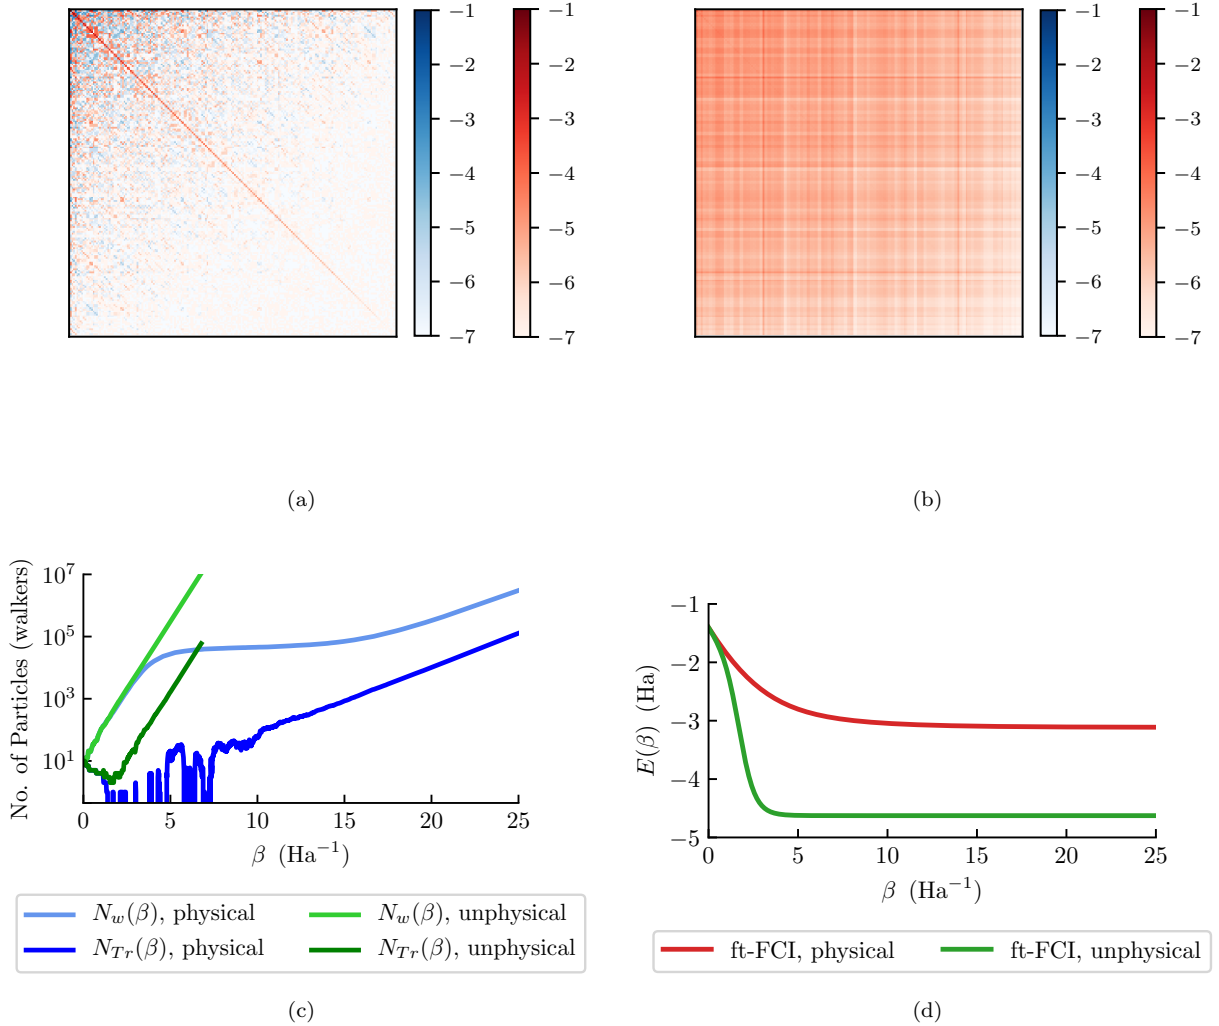 −1 −1 −1 −1
−2 −2 −2 −2
−3 −3 −3 −3
−4 −4 −4 −4
−5 −5 −5 −5
−6 −6 −6 −6
−7 −7 −7 −7
(a) (b)
No. of Particles (walkers)
10^7
10^5
10^3
10^1
0 5 10 15 20 25
β (Ha^−1)
N_w(β), physical N_w(β), unphysical
N_Tr(β), physical N_Tr(β), unphysical
(c)
E(β) (Ha)
−1
−2
−3
−4
−5
0 5 10 15 20 25
β (Ha^−1)
ft-FCI, physical ft-FCI, unphysical
(d)